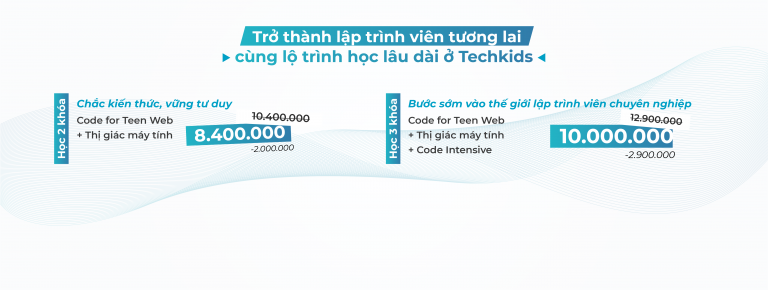 Trở thành lập trình viên tương lai
cùng lộ trình học lâu dài ở Techkids
Học 2 khóa
Chắc kiến thức, vững tư duy
Code for Teen Web
+ Thị giác máy tính
10.400.000
8.400.000
-2.000.000
Học 3 khóa
Bước sớm vào thế giới lập trình viên chuyên nghiệp
Code for Teen Web
+ Thị giác máy tính
+ Code Intensive
12.900.000
10.000.000
-2.900.000